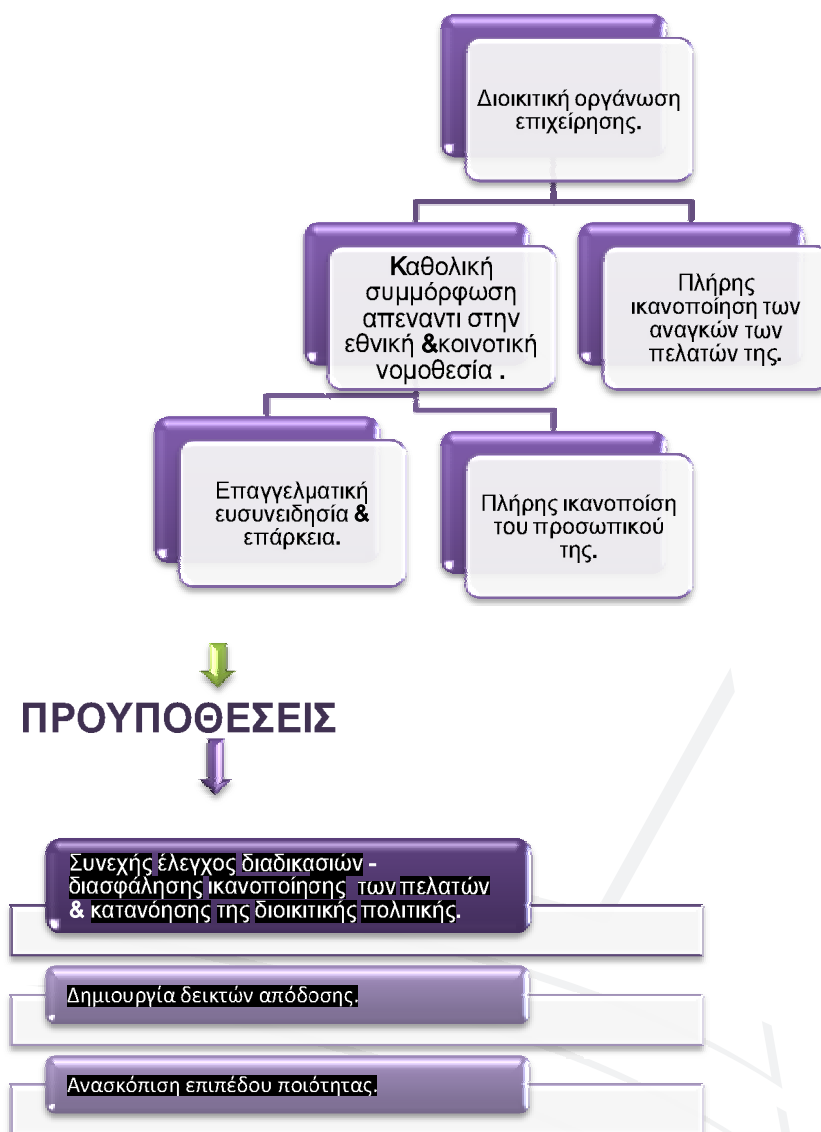 Διοικιτική οργάνωση
επιχείρησης.
Καθολική
συμμόρφωση
απεναντι στην
εθνική &κοινοτική
νομοθεσία .
Πλήρης
ικανοποίηση των
αναγκών των
πελατών της.
Επαγγελματική
ευσυνειδησία &
επάρκεια.
Πλήρης ικανοποίση
του προσωπικού
της.
ΠΡΟΥΠΟΘΕΣΕΙΣ
Συνεχής έλεγχος διαδικασιών -
διασφάλησης ικανοποίησης των πελατών
& κατανόησης της διοικιτικής πολιτικής.
Δημιουργία δεικτών απόδοσης.
Ανασκόπιση επιπέδου ποιότητας.